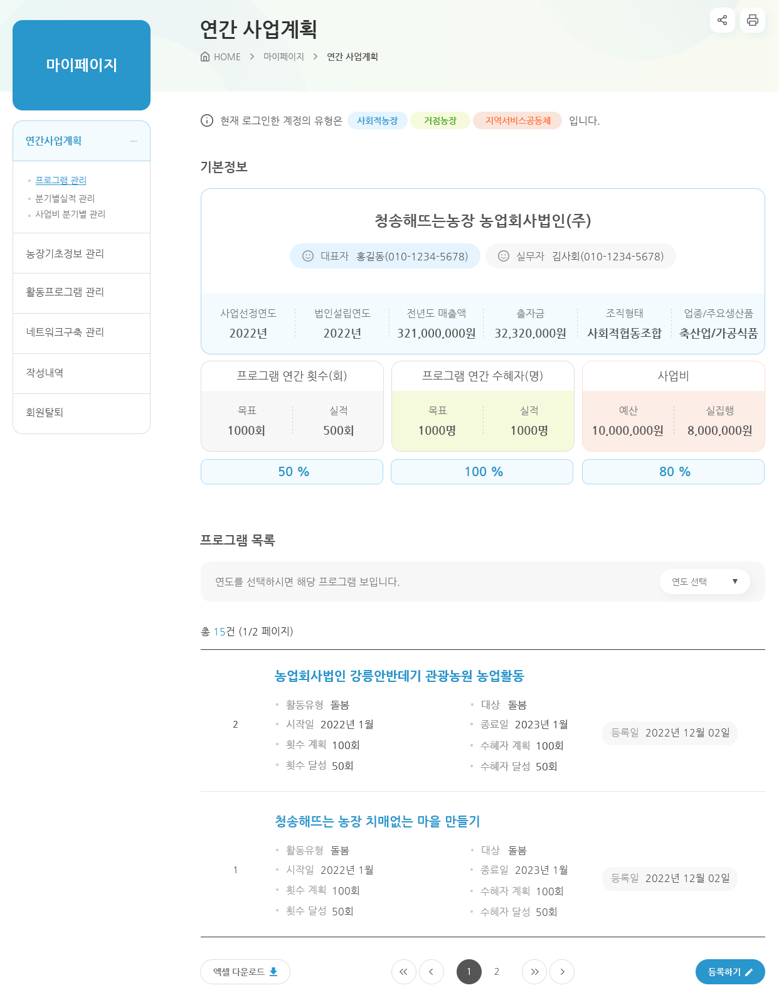 연간 사업계획
HOME 마이페이지 연간 사업계획
마이페이지
연간사업계획
프로그램 관리
분기별실적 관리
사업비 분기별 관리
농장기초정보 관리
활동프로그램 관리
네트워크구축 관리
작성내역
회원탈퇴
현재 로그인한 계정의 유형은 사회적농장 거점농장 지역서비스공동체 입니다.
기본정보
청송해뜨는농장 농업회사법인(주)
대표자 홍길동(010-1234-5678) 실무자 김사회(010-1234-5678)
사업선정연도 법인설립연도 전년도 매출액 출자금 조직형태 업종/주요생산품
2022년 2022년 321,000,000원 32,320,000원 사회적협동조합 축산업/가공식품
프로그램 연간 횟수(회) 프로그램 연간 수혜자(명) 사업비
목표 실적 목표 실적 예산 실집행
1000회 500회 1000명 1000명 10,000,000원 8,000,000원
50 % 100 % 80 %
프로그램 목록
연도를 선택하시면 해당 프로그램 보입니다. 연도 선택 ▼
총 15건 (1/2 페이지)
농업회사법인 강릉안반데기 관광농원 농업활동
활동유형 돌봄 대상 돌봄
2 시작일 2022년 1월 종료일 2023년 1월 등록일 2022년 12월 02일
횟수 계획 100회 수혜자 계획 100회
횟수 달성 50회 수혜자 달성 50회
청송해뜨는 농장 치매없는 마을 만들기
활동유형 돌봄 대상 돌봄
1 시작일 2022년 1월 종료일 2023년 1월 등록일 2022년 12월 02일
횟수 계획 100회 수혜자 계획 100회
횟수 달성 50회 수혜자 달성 50회
엑셀 다운로드 1 2 등록하기